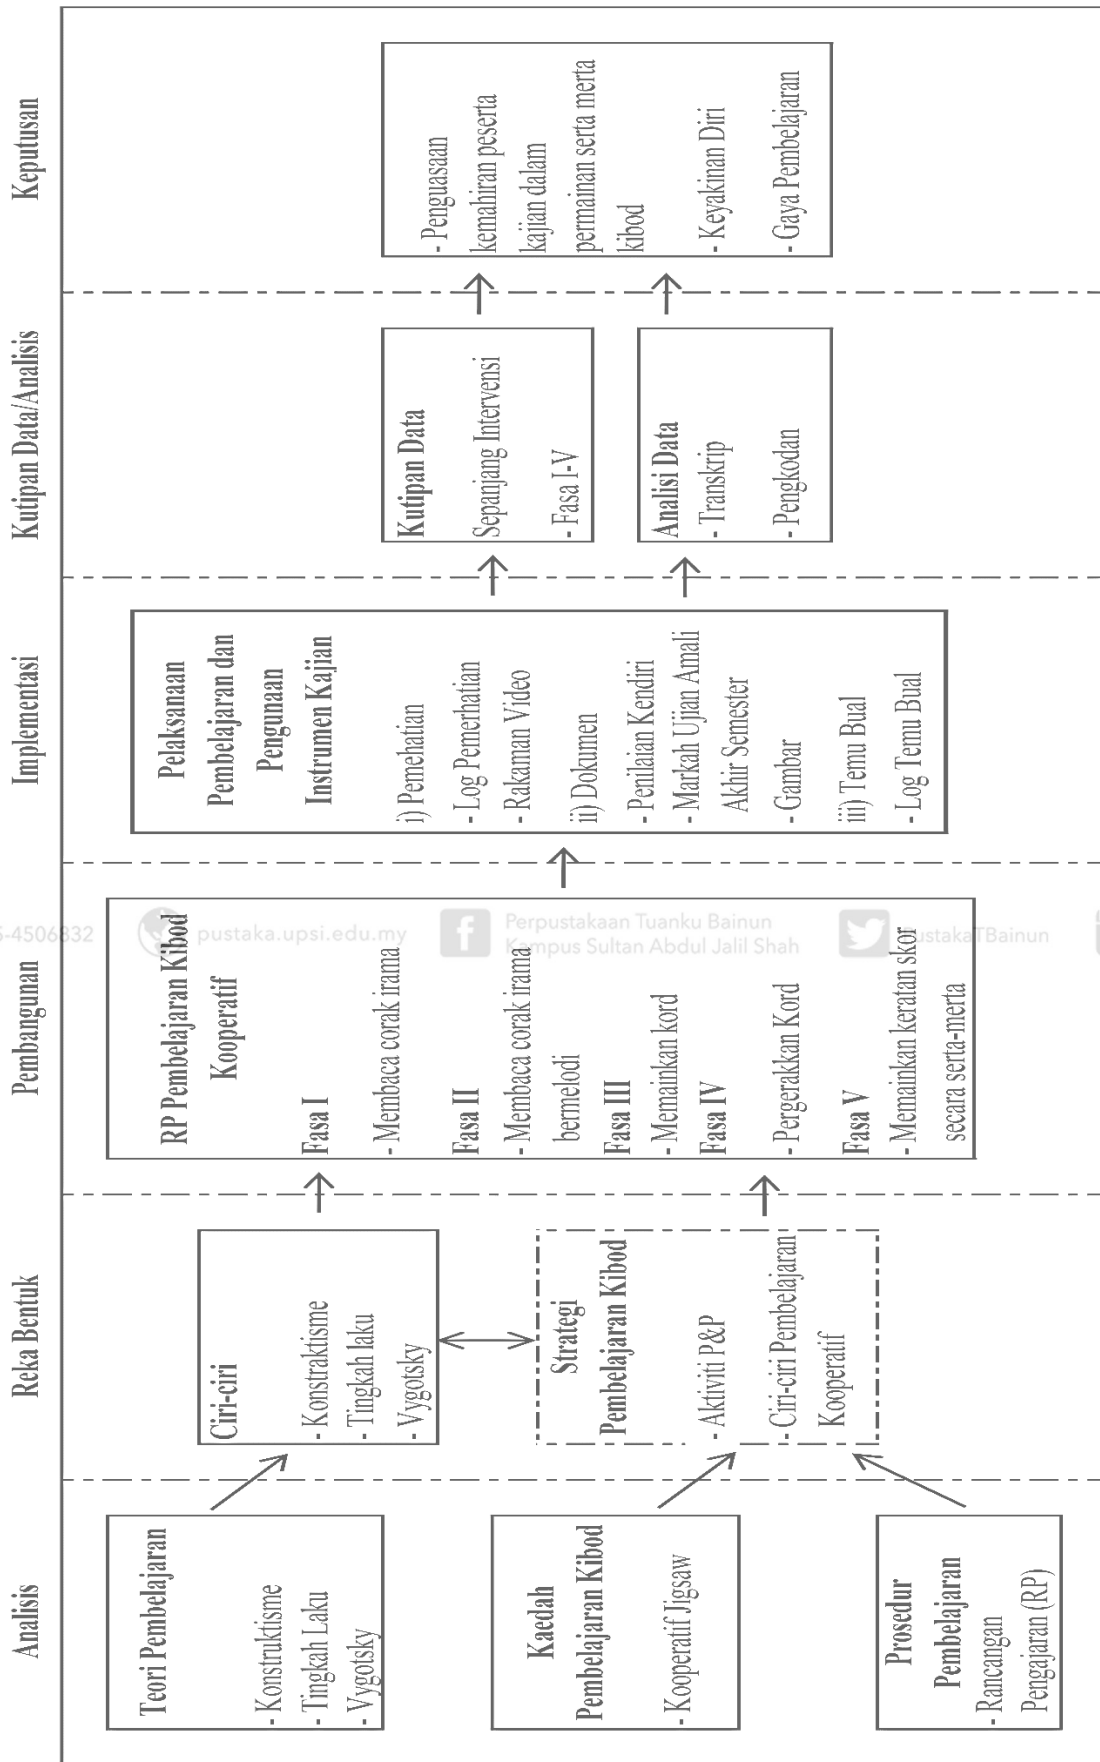 Analisis
Reka Bentuk
Pembangunan
Implementasi
Kutipan Data/Analisis
Keputusan
Teori Pembelajaran
- Konstruktisme
- Tingkah Laku
- Vygotsky
Kaedah
Pembelajaran Kibod
- Kooperatif Jigsaw
Prosedur
Pembelajaran
- Rancangan
Pengajaran (RP)
Ciri-ciri
- Konstraktisme
- Tingkah laku
- Vygotsky
Strategi
Pembelajaran Kibod
- Aktiviti P&P
- Ciri-ciri Pembelajaran
Kooperatif
RP Pembelajaran Kibod
Kooperatif
Fasa I
- Membaca corak irama
Fasa II
- Membaca corak irama
bermelodi
Fasa III
- Memainkan kord
Fasa IV
- Pergerakkan Kord
Fasa V
- Memainkan keratan skor
secara serta-merta
Pelaksanaan
Pembelajaran dan
Pengunaan
Instrumen Kajian
i) Pemehatian
- Log Pemerhatian
- Rakaman Video
ii) Dokumen
- Penilaian Kendiri
- Markah Ujian Amali
Akhir Semester
- Gambar
iii) Temu Bual
- Log Temu Bual
Kutipan Data
Sepanjang Intervensi
- Fasa I-V
Analisi Data
- Transkrip
- Pengkodan
- Penguasaan
kemahiran peserta
kajian dalam
permainan serta merta
kibod
- Keyakinan Diri
- Gaya Pembelajaran
5-4506832
pustaka.upsi.edu.my
Perpustakaan Tuanku Bainun
Kampus Sultan Abdul Jalil Shah
PustakaTBainun